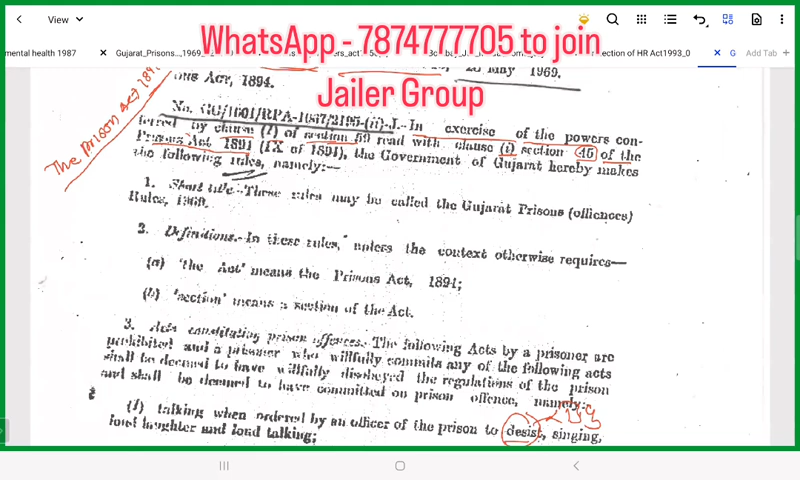 View
WhatsApp - 7874777705 to join
Jailer Group
mental health 1987
Gujarat_Prisons_1969_
ection of HR Act1993_0
G
Add Tab
May 1969.
ons Act, 1894.
The prison act 189
In exercise of the powers con-
ferred by clause of section 59 read with clause (i) section 46 of the
Prisons Act 1894 (IX of 1894), the Government of Gujarat hereby makes
the following rules, namely:—
1. Short title.-These rules may be called the Gujarat Prisons (offences)
Rules, 1969.
2. Definitions.-In these rules, unless the context otherwise requires—
(a) 'the Act' means the Prisons Act, 1894;
(b) 'section' means a section of the Act.
3. Acts constituting prison offences. The following Acts by a prisoner are
prohibited and a prisoner who willfully commits any of the following acts
shall be deemed to have willfully disobeyed the regulations of the prison
and shall be deemed to have committed on prison offence, namely:
(1) talking when ordered by an officer of the prison to desist, singing,
loud laughter and loud talking;